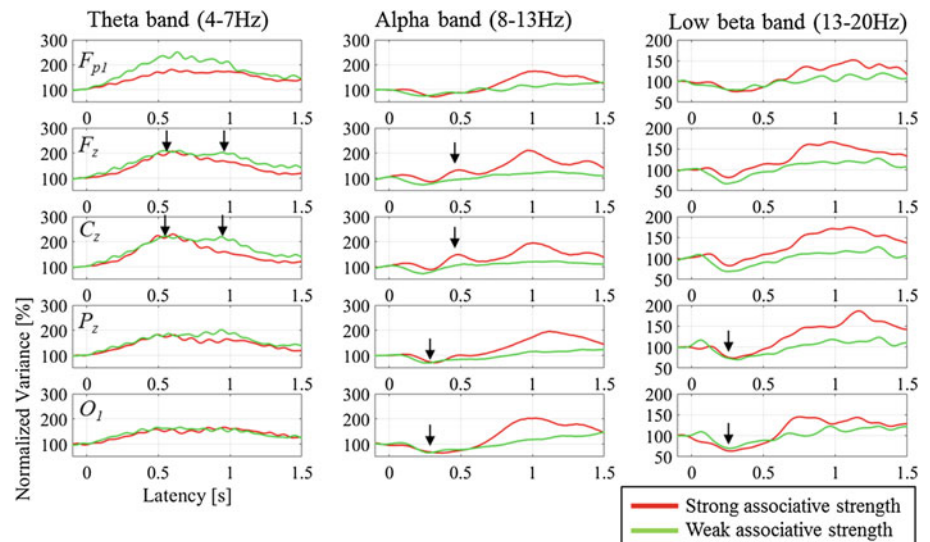 Theta band (4-7Hz)
Alpha band (8-13Hz)
Low beta band (13-20Hz)
Normalized Variance [%]
Fp1
300
200
100
0 0.5 1 1.5
300
200
100
0 0.5 1 1.5
200
150
100
50
0 0.5 1 1.5
Fz
300
200
100
0 0.5 1 1.5
300
200
100
0 0.5 1 1.5
200
150
100
50
0 0.5 1 1.5
Cz
300
200
100
0 0.5 1 1.5
300
200
100
0 0.5 1 1.5
200
150
100
50
0 0.5 1 1.5
Pz
300
200
100
0 0.5 1 1.5
300
200
100
0 0.5 1 1.5
200
150
100
50
0 0.5 1 1.5
O1
300
200
100
0 0.5 1 1.5
300
200
100
0 0.5 1 1.5
200
150
100
50
0 0.5 1 1.5
Latency [s]
Strong associative strength
Weak associative strength